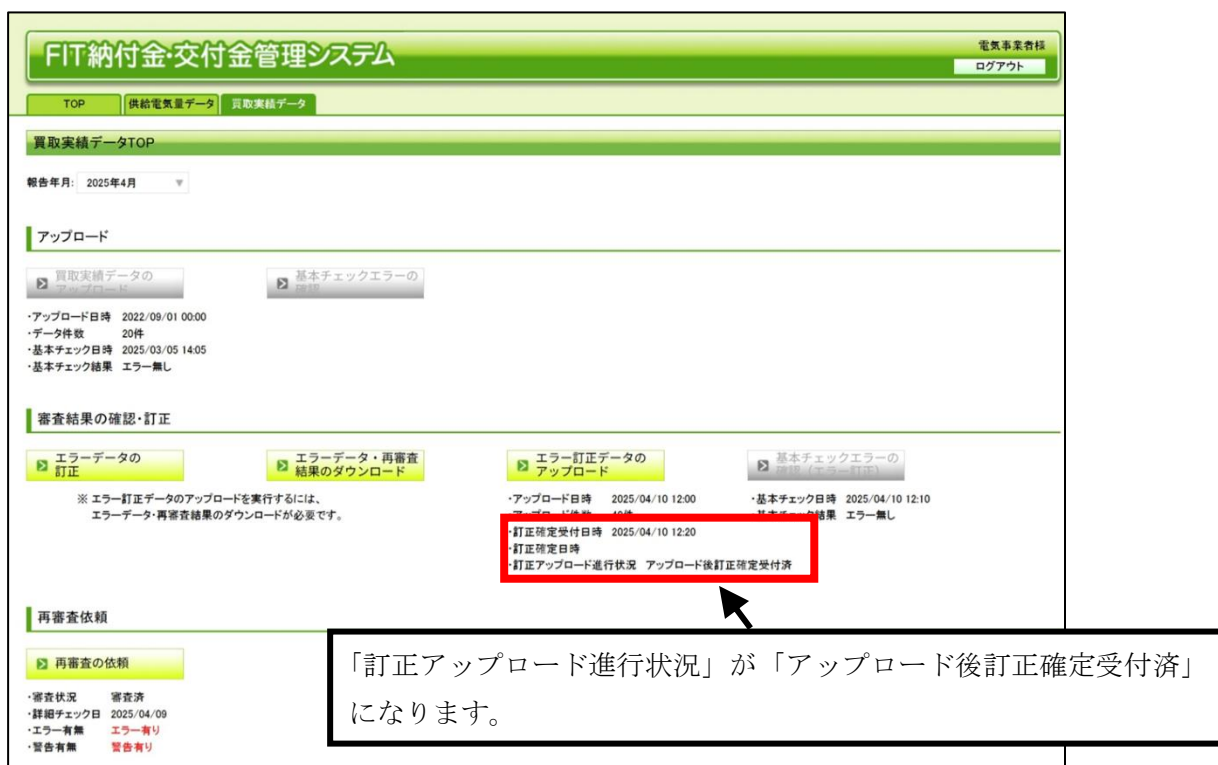 FIT納付金・交付金管理システム
電気事業者様
ログアウト
TOP 供給電気量データ 買取実績データ
買取実績データTOP
報告年月: 2025年4月
アップロード
買取実績データの
アップロード
基本チェックエラーの
確認
・アップロード日時 2022/09/01 00:00
・データ件数 20件
・基本チェック日時 2025/03/05 14:05
・基本チェック結果 エラー無し
審査結果の確認・訂正
エラーデータの
訂正
エラーデータ・再審査
結果のダウンロード
エラー訂正データの
アップロード
基本チェックエラーの
確認（エラー訂正）
※ エラー訂正データのアップロードを実行するには、
エラーデータ・再審査結果のダウンロードが必要です。
・アップロード日時 2025/04/10 12:00
・アップロード件数 10件
・訂正確定受付日時 2025/04/10 12:20
・訂正確定日時
・訂正アップロード進行状況 アップロード後訂正確定受付済
・基本チェック日時 2025/04/10 12:10
・基本チェック結果 エラー無し
再審査依頼
再審査の依頼
・審査状況 審査済
・詳細チェック日 2025/04/09
・エラー有無 エラー有り
・警告有無 警告有り
「訂正アップロード進行状況」が「アップロード後訂正確定受付済」
になります。